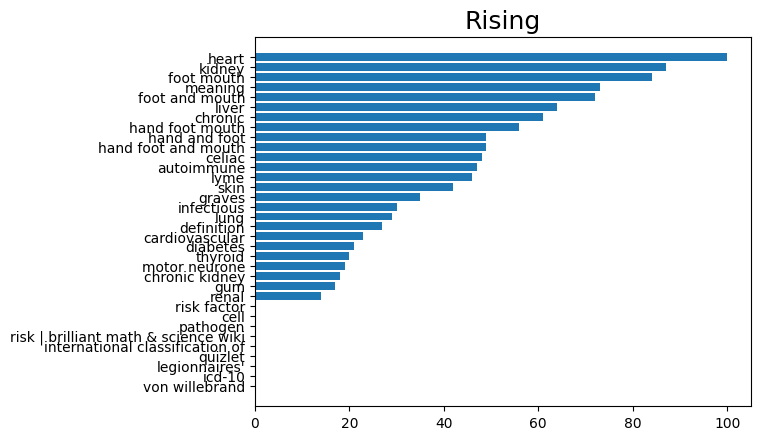 Rising
heart
kidney
foot mouth
meaning
foot and mouth
liver
chronic
hand foot mouth
hand and foot
hand foot and mouth
celiac
autoimmune
lyme
skin
graves
infectious
lung
definition
cardiovascular
diabetes
thyroid
motor neurone
chronic kidney
gum
renal
risk factor
cell
pathogen
risk | brilliant math & science wiki
international classification of
quizlet
legionnaires'
icd-10
von willebrand
0 20 40 60 80 100